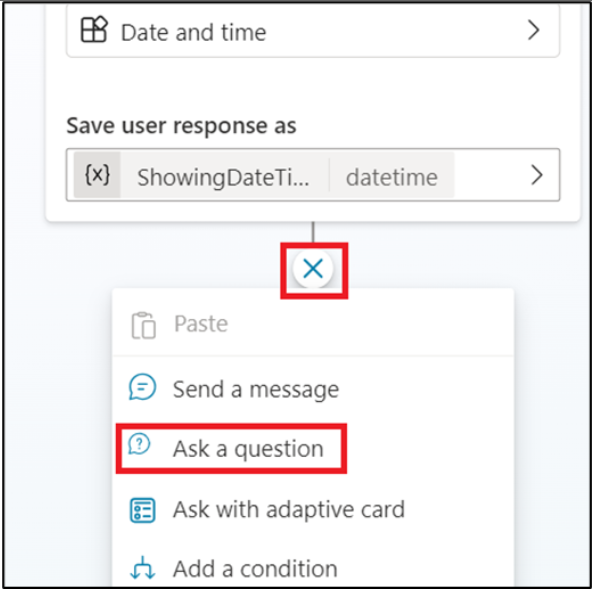 Date and time
Save user response as
{x} ShowingDateTi... datetime
Paste
Send a message
Ask a question
Ask with adaptive card
Add a condition